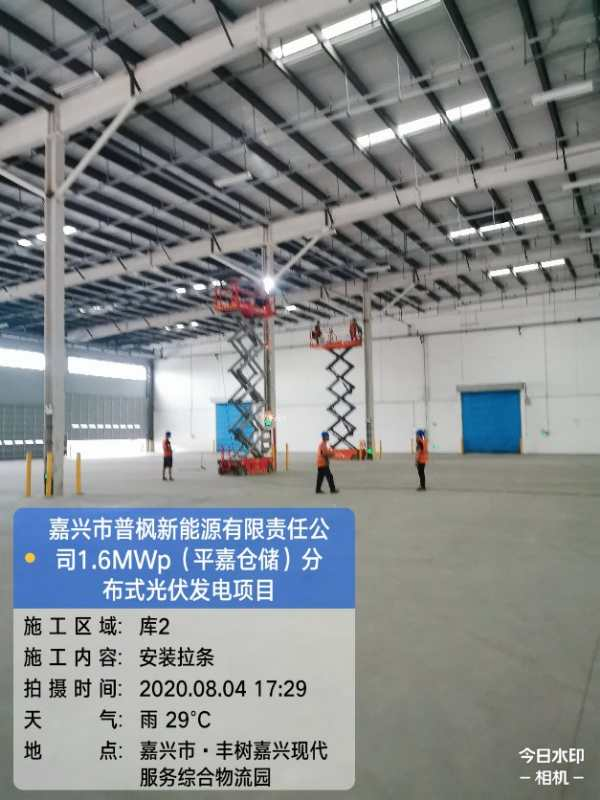 嘉兴市普枫新能源有限责任公
司1.6MWp（平嘉仓储）分
布式光伏发电项目
施工区域: 库2
施工内容: 安装拉条
拍摄时间: 2020.08.04 17:29
天气: 雨 29℃
地点: 嘉兴市·丰树嘉兴现代
服务综合物流园
今日水印
–相机–